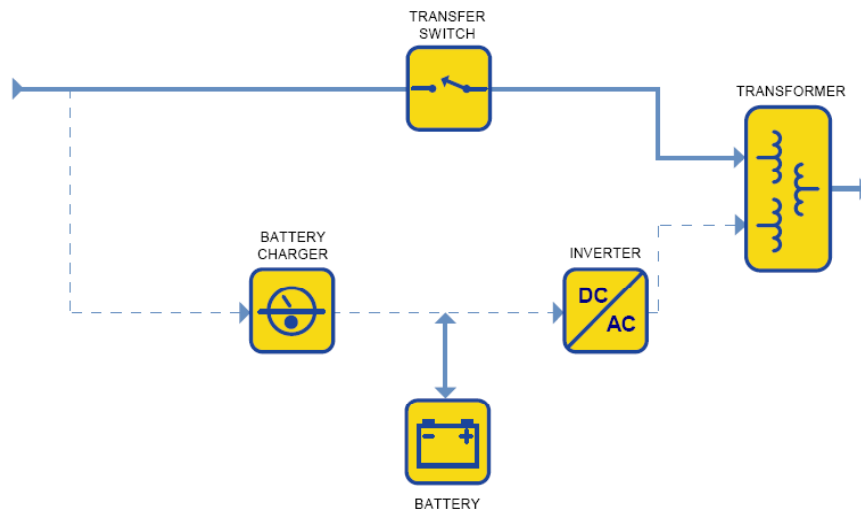 TRANSFER
SWITCH
TRANSFORMER
BATTERY
CHARGER
INVERTER
DC
AC
BATTERY